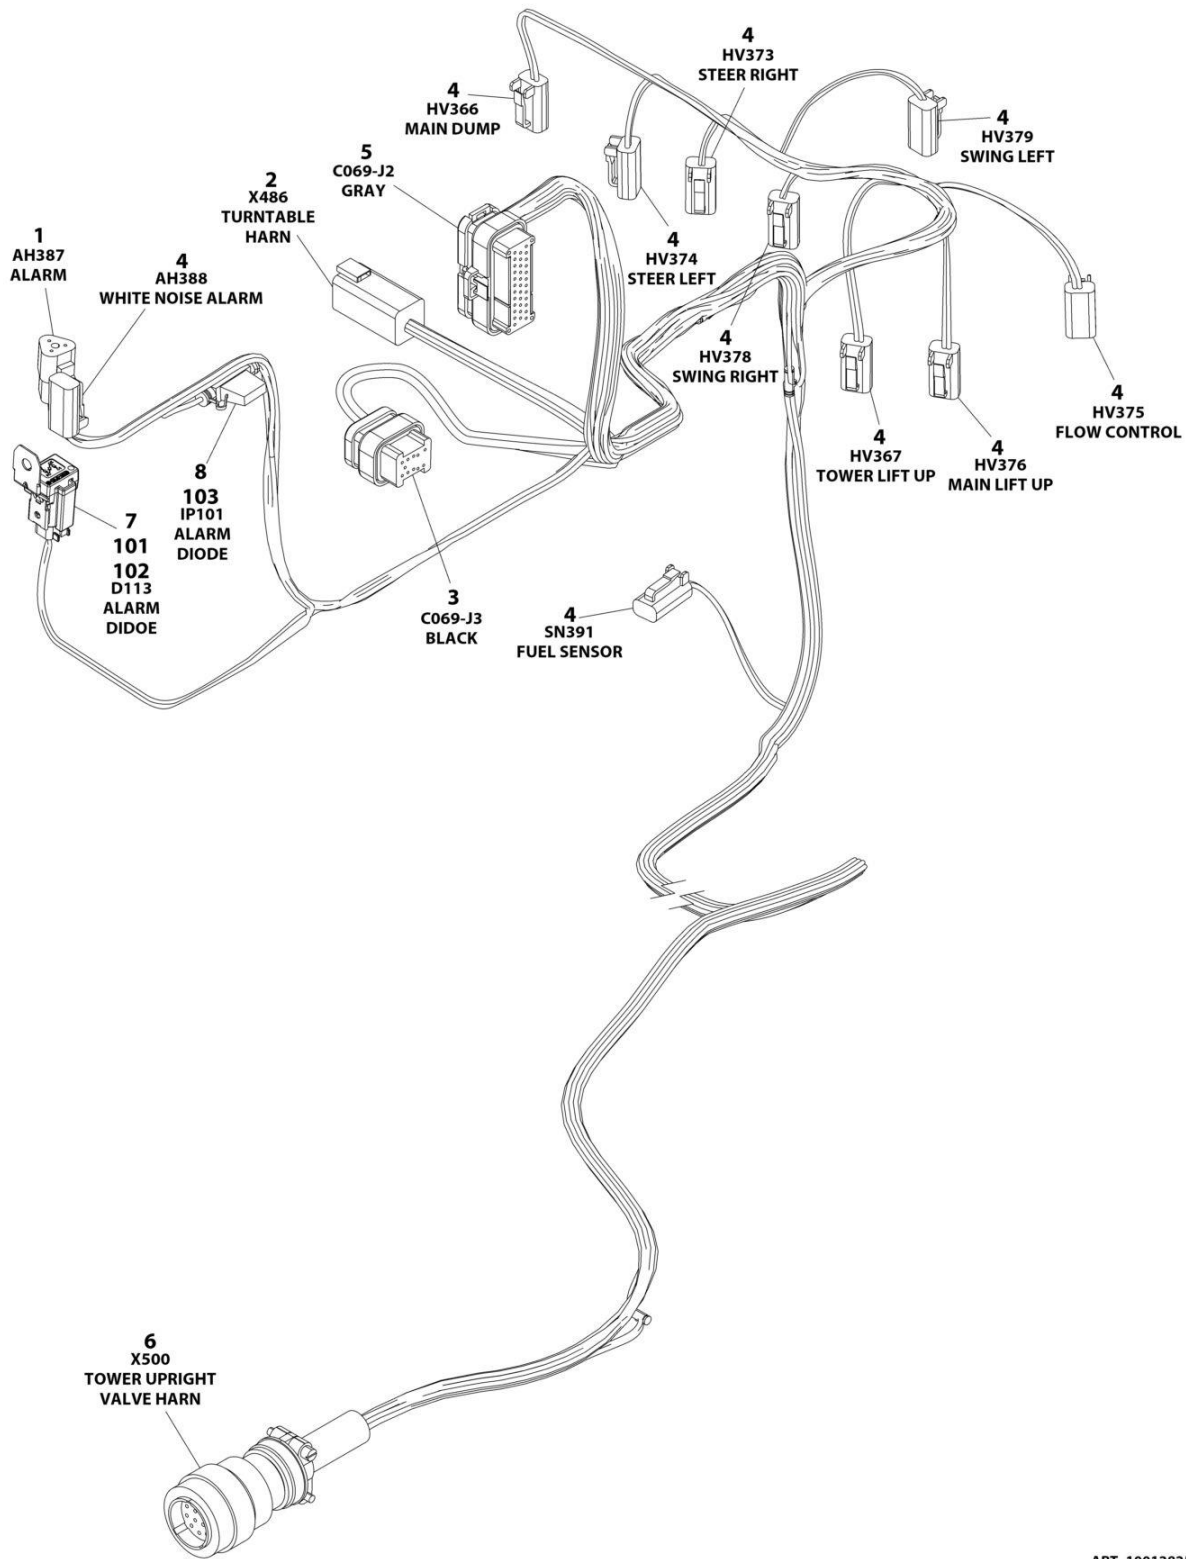 4
HV373
STEER RIGHT
4
HV366
MAIN DUMP
4
HV379
SWING LEFT
5
C069-J2
GRAY
2
X486
TURNTABLE
HARN
1
AH387
ALARM
4
AH388
WHITE NOISE ALARM
4
HV374
STEER LEFT
4
HV378
SWING RIGHT
4
HV375
FLOW CONTROL
4
HV367
TOWER LIFT UP
4
HV376
MAIN LIFT UP
8
103
IP101
ALARM
DIODE
7
101
102
D113
ALARM
DIDOE
3
C069-J3
BLACK
4
SN391
FUEL SENSOR
6
X500
TOWER UPRIGHT
VALVE HARN